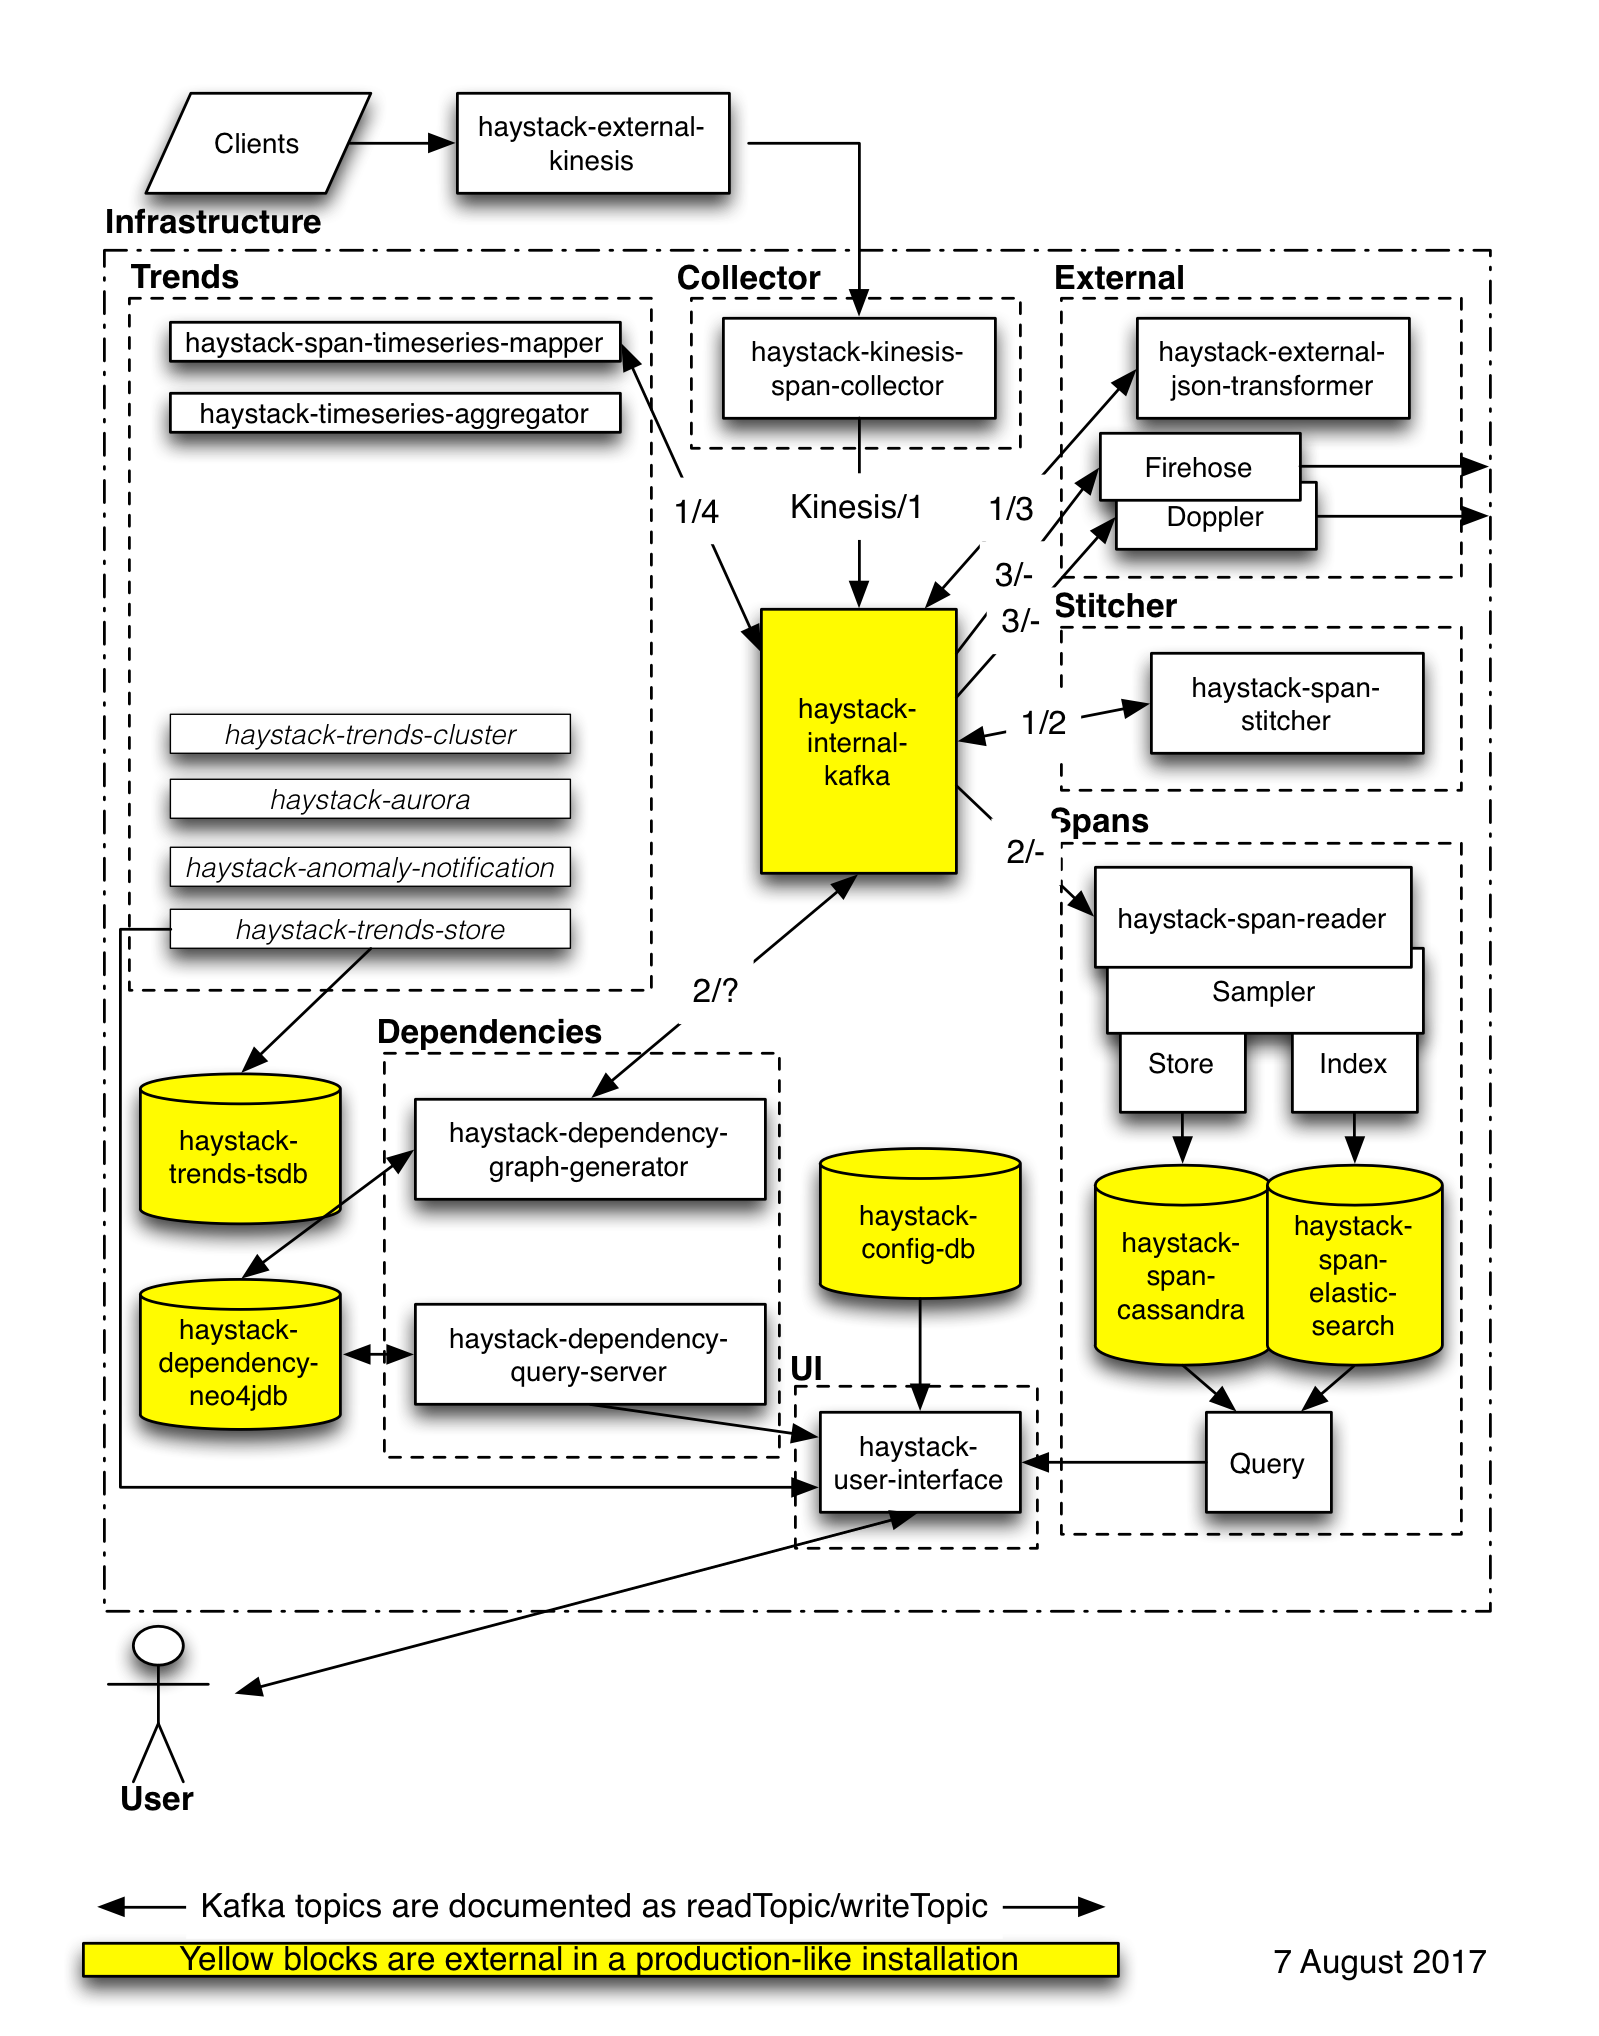 Clients
haystack-external-
kinesis
Infrastructure
Trends
haystack-span-timeseries-mapper
haystack-timeseries-aggregator
haystack-trends-cluster
haystack-aurora
haystack-anomaly-notification
haystack-trends-store
Collector
haystack-kinesis-
span-collector
External
haystack-external-
json-transformer
Firehose
Doppler
1/4
Kinesis/1
1/3
3/-
3/-
Stitcher
haystack-span-
stitcher
haystack-
internal-
kafka
1/2
2/-
Spans
haystack-span-reader
Sampler
Store
Index
2/?
Dependencies
haystack-dependency-
graph-generator
haystack-dependency-
query-server
haystack-
trends-tsdb
haystack-
dependency-
neo4jdb
haystack-
config-db
haystack-
span-
cassandra
haystack-
span-
elastic-
search
UI
haystack-
user-interface
Query
User
Kafka topics are documented as readTopic/writeTopic
Yellow blocks are external in a production-like installation
7 August 2017